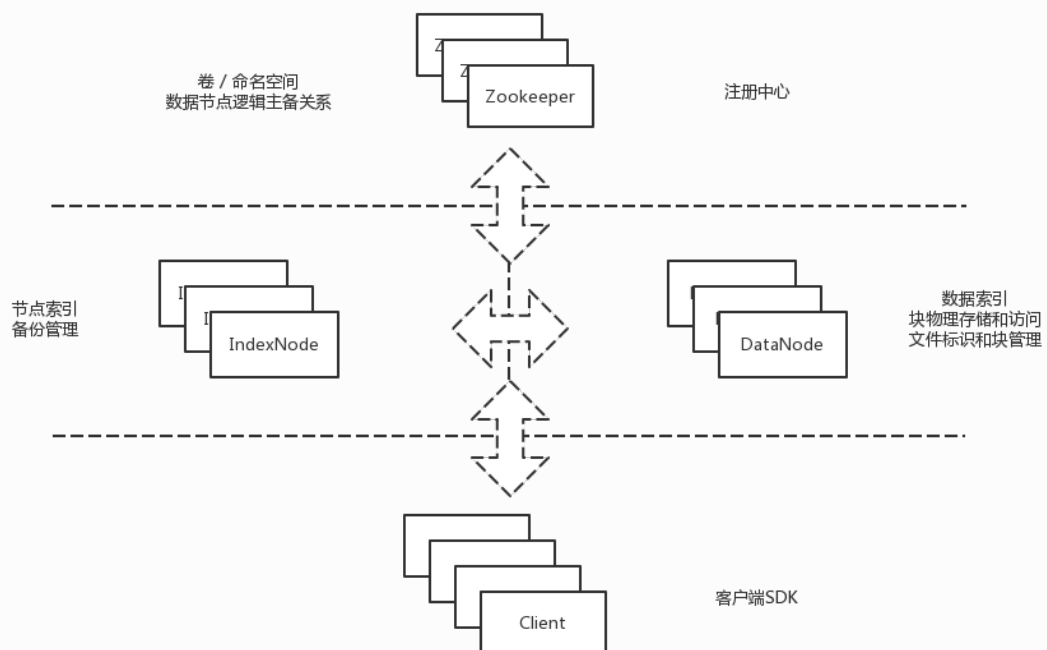 卷 / 命名空间
数据节点逻辑主备关系
Z
Z
Zookeeper
注册中心
节点索引
备份管理
I
I
IndexNode
DataNode
数据索引
块物理存储和访问
文件标识和块管理
客户端SDK
Client